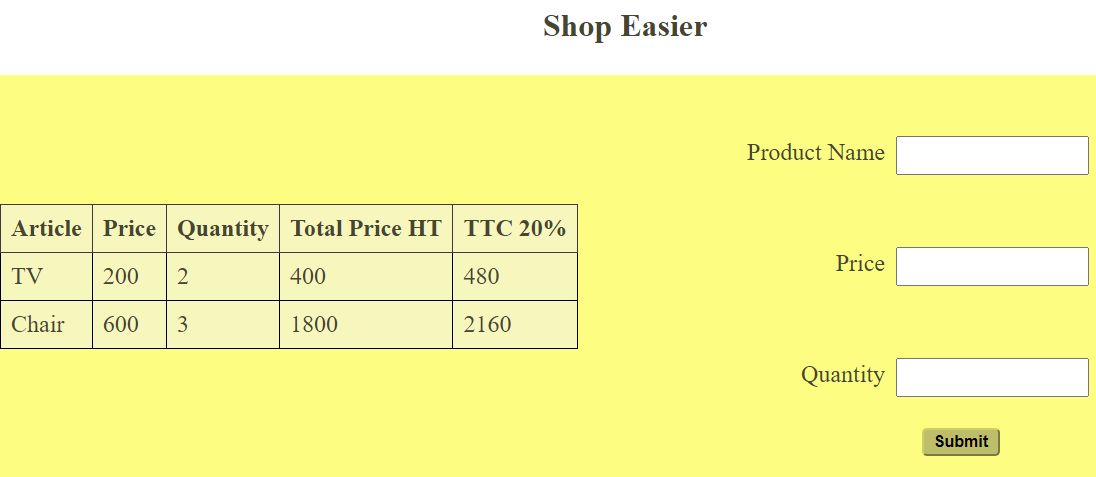 Shop Easier
Article Price Quantity Total Price HT TTC 20%
TV 200 2 400 480
Chair 600 3 1800 2160
Product Name
Price
Quantity
Submit